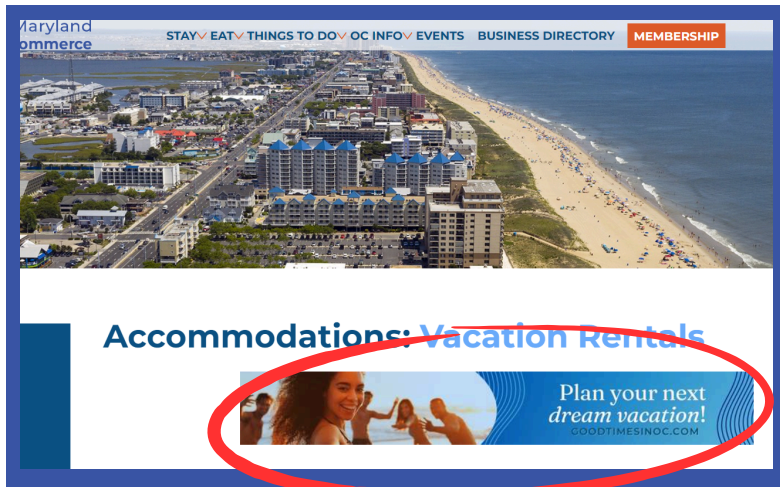 Maryland
ommerce
STAY EAT THINGS TO DO OC INFO EVENTS BUSINESS DIRECTORY MEMBERSHIP
Accommodations: Vacation Rentals
Plan your next
dream vacation!
GOODTIMESINOC.COM